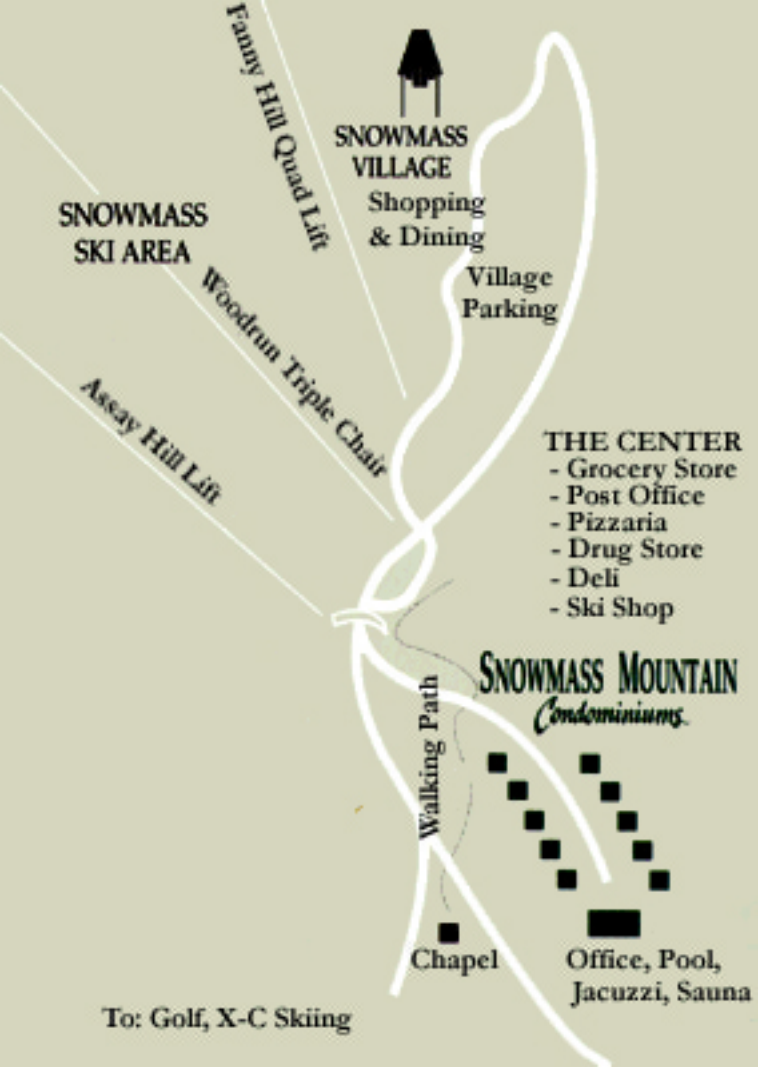 Fanny Hill Quad Lift
SNOWMASS
VILLAGE
Shopping
& Dining
SNOWMASS
SKI AREA
Village
Parking
Woodrun Triple Chair
Assay Hill Lift
THE CENTER
- Grocery Store
- Post Office
- Pizzaria
- Drug Store
- Deli
- Ski Shop
SNOWMASS MOUNTAIN
Condominiums
Walking Path
Chapel
Office, Pool,
Jacuzzi, Sauna
To: Golf, X-C Skiing